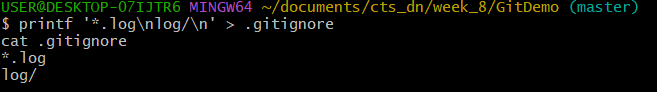 USER@DESKTOP-07IJTR6 MINGW64 ~/documents/cts_dn/week_8/GitDemo (master)
$ printf '*.log\nlog/\n' > .gitignore
cat .gitignore
*.log
log/